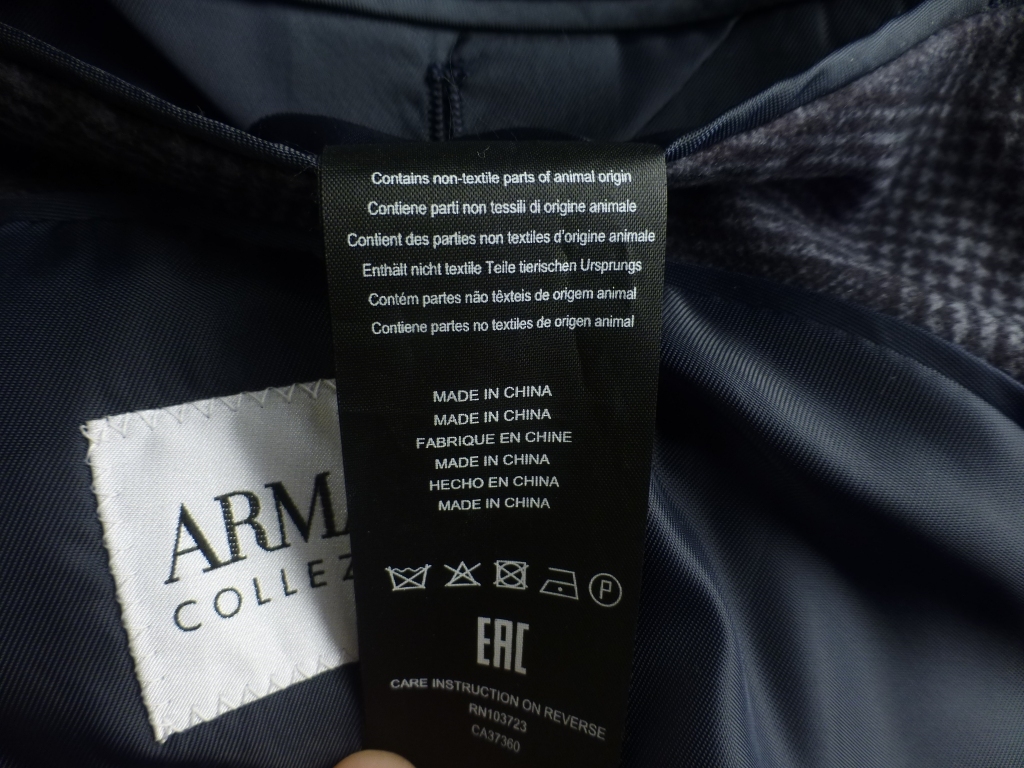 Contains non-textile parts of animal origin
Contiene parti non tessili di origine animale
Contient des parties non textiles d'origine animale
Enthält nicht textile Teile tierischen Ursprungs
Contém partes não têxteis de origem animal
Contiene partes no textiles de origen animal
MADE IN CHINA
MADE IN CHINA
FABRIQUE EN CHINE
MADE IN CHINA
HECHO EN CHINA
MADE IN CHINA
P
EAC
CARE INSTRUCTION ON REVERSE
RN103723
CA37360
ARMA
COLLEZ